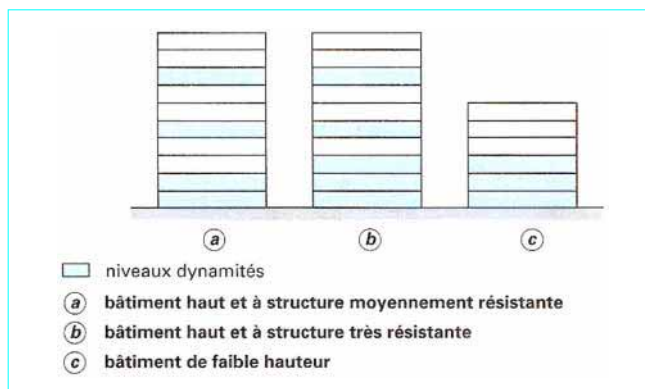 a b c
niveaux dynamités
a bâtiment haut et à structure moyennement résistante
b bâtiment haut et à structure très résistante
c bâtiment de faible hauteur